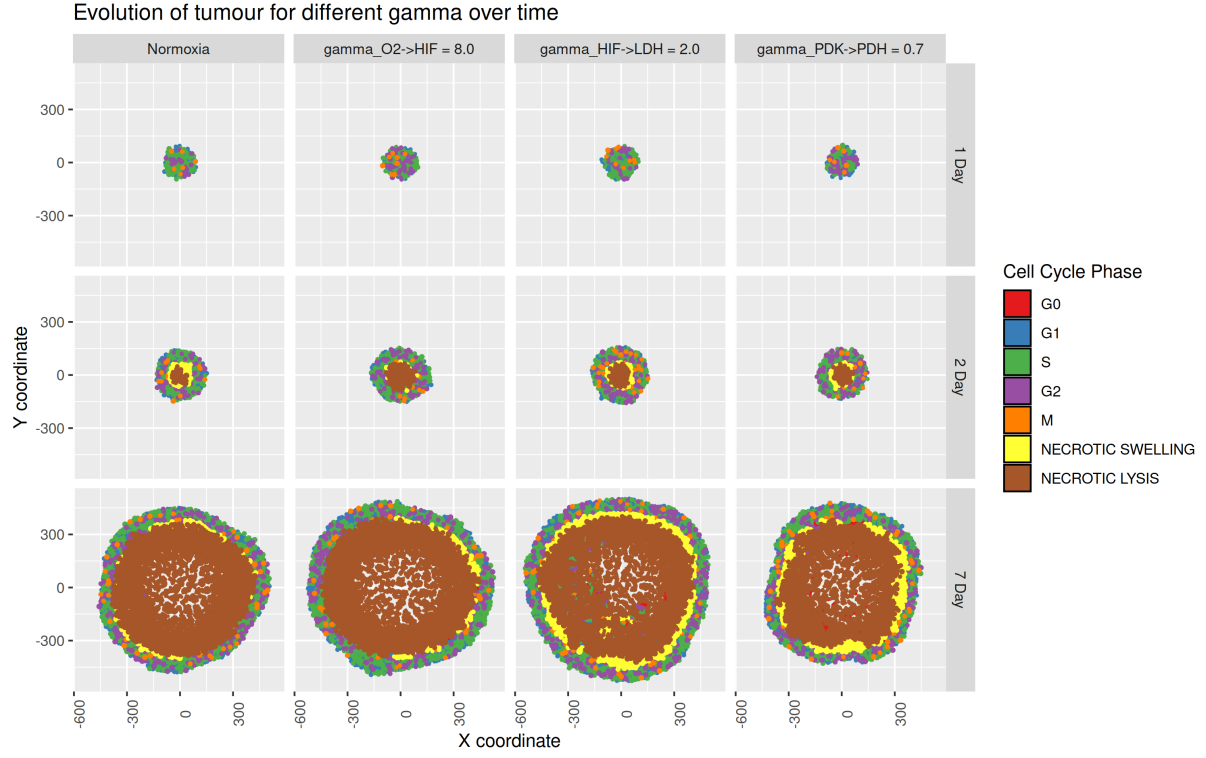 Evolution of tumour for different gamma over time
Normoxia
gamma_O2->HIF = 8.0
gamma_HIF->LDH = 2.0
gamma_PDK->PDH = 0.7
300
0
-300
1 Day
300
0
-300
2 Day
300
0
-300
7 Day
Y coordinate
-600
-300
0
300
-600
-300
0
300
-600
-300
0
300
-600
-300
0
300
X coordinate
Cell Cycle Phase
G0
G1
S
G2
M
NECROTIC SWELLING
NECROTIC LYSIS